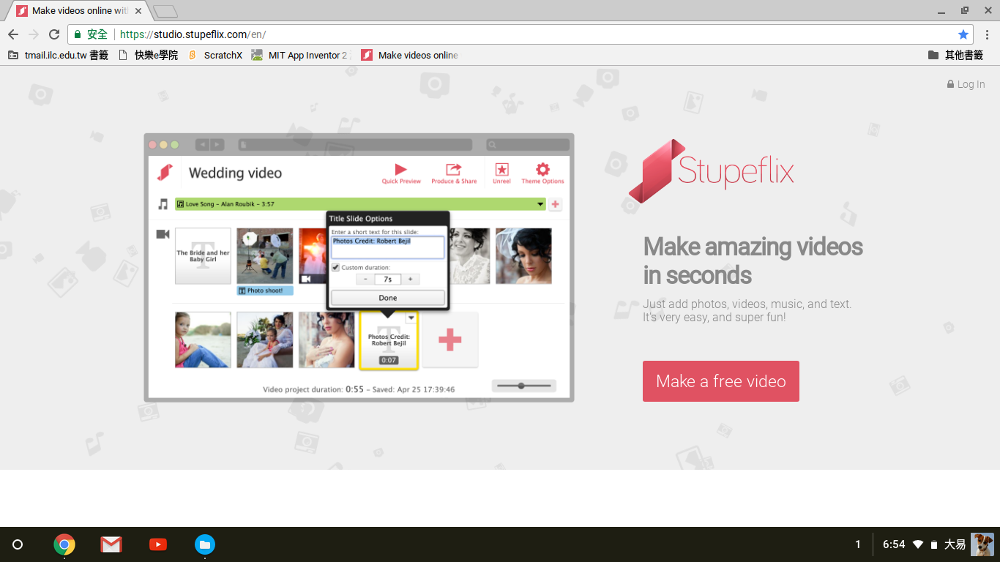 Make videos online wit
安全
https://studio.stupeflix.com/en/
tmail.ilc.edu.tw 書籤
快樂e學院
ScratchX
MIT App Inventor 2
Make videos online
其他書籤
Log In
Wedding video
Quick Preview
Produce & Share
Unreel
Theme Options
Love Song – Alan Roubik – 3:57
Title Slide Options
Enter a short text for this slide:
Photos Credit: Robert Bejil
Custom duration:
- 7s +
Done
T
The Bride and her
Baby Girl
T Photo shoot!
T
Photos Credit:
Robert Bejil
0:07
Video project duration: 0:55 – Saved: Apr 25 17:39:46
Stupeflix
Make amazing videos
in seconds
Just add photos, videos, music, and text.
It's very easy, and super fun!
Make a free video
1
6:54
大易